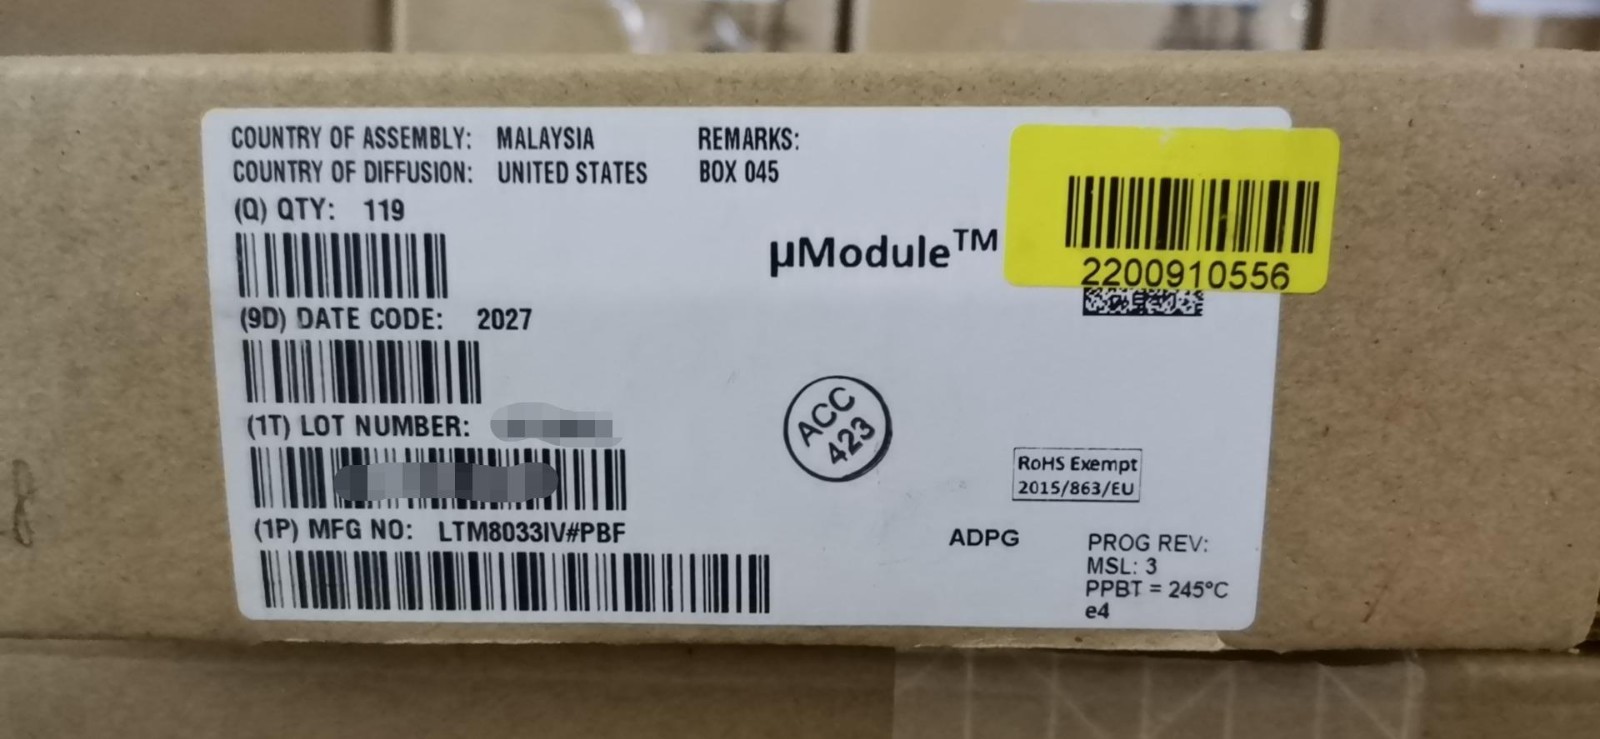 COUNTRY OF ASSEMBLY: MALAYSIA
COUNTRY OF DIFFUSION: UNITED STATES
REMARKS:
BOX 045
(Q) QTY: 119
(9D) DATE CODE: 2027
(1T) LOT NUMBER:
(1P) MFG NO: LTM8033IV#PBF
µModule™
2200910556
ACC
423
RoHS Exempt
2015/863/EU
ADPG
PROG REV:
MSL: 3
PPBT = 245°C
e4